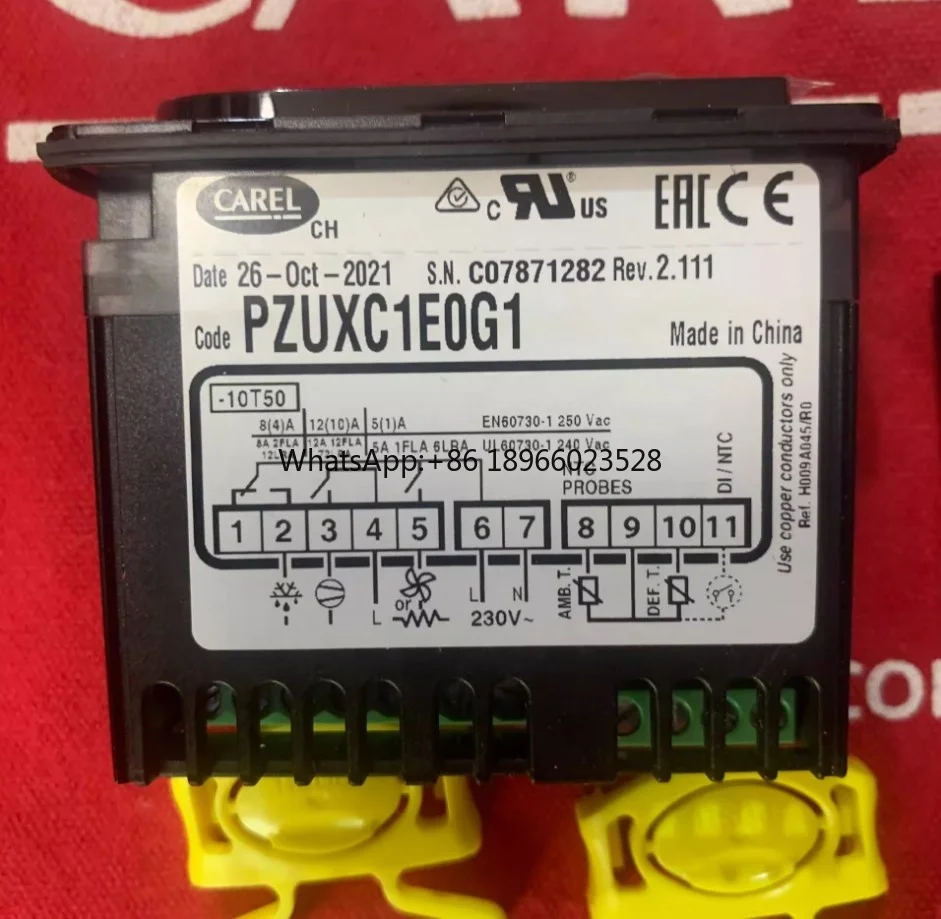 CAREL
CH
c RU ® US
EAC CE
Date 26-Oct-2021 S.N. C07871282 Rev.2.111
Code PZUXC1E0G1 Made in China
-10T50
8(4)A 12(10)A 5(1)A EN60730-1 250 Vac
8A 2FLA 12A 12FLA 5A 1FLA 6LRA UL60730-1 240 Vac
WhatsApp:+86 18966023528
NTC
PROBES
DI / NTC
1 2 3 4 5 6 7 8 9 10 11
L or L N
230V~
AMB. T.
DEF. T.
Use copper conductors only
Ref. H009A045/R0